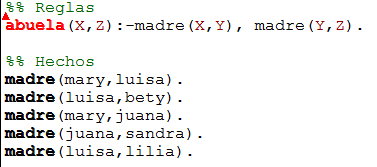 %% Reglas
abuela(X,Z):-madre(X,Y), madre(Y,Z).
%% Hechos
madre(mary,luisa).
madre(luisa,bety).
madre(mary,juana).
madre(juana,sandra).
madre(luisa,lilia).